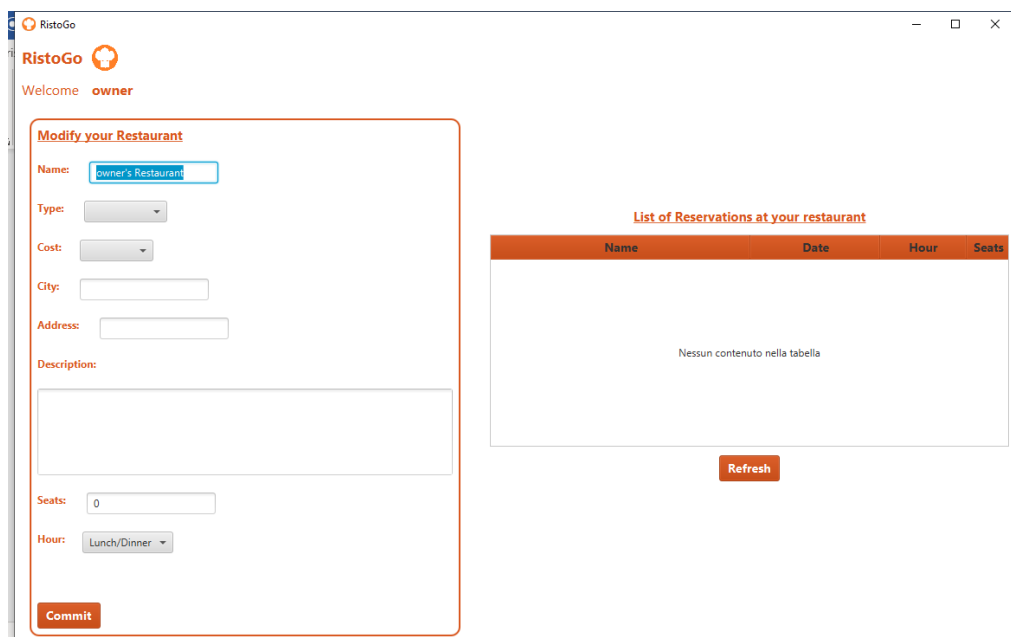 RistoGo
RistoGo
Welcome owner
Modify your Restaurant
Name: owner's Restaurant
Type:
Cost:
City:
Address:
Description:
Seats: 0
Hour: Lunch/Dinner
Commit
List of Reservations at your restaurant
Name Date Hour Seats
Nessun contenuto nella tabella
Refresh